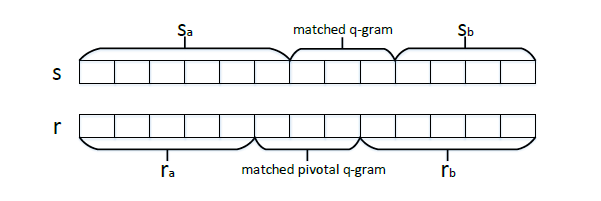 Sa matched q-gram Sb
s
r
ra matched pivotal q-gram rb